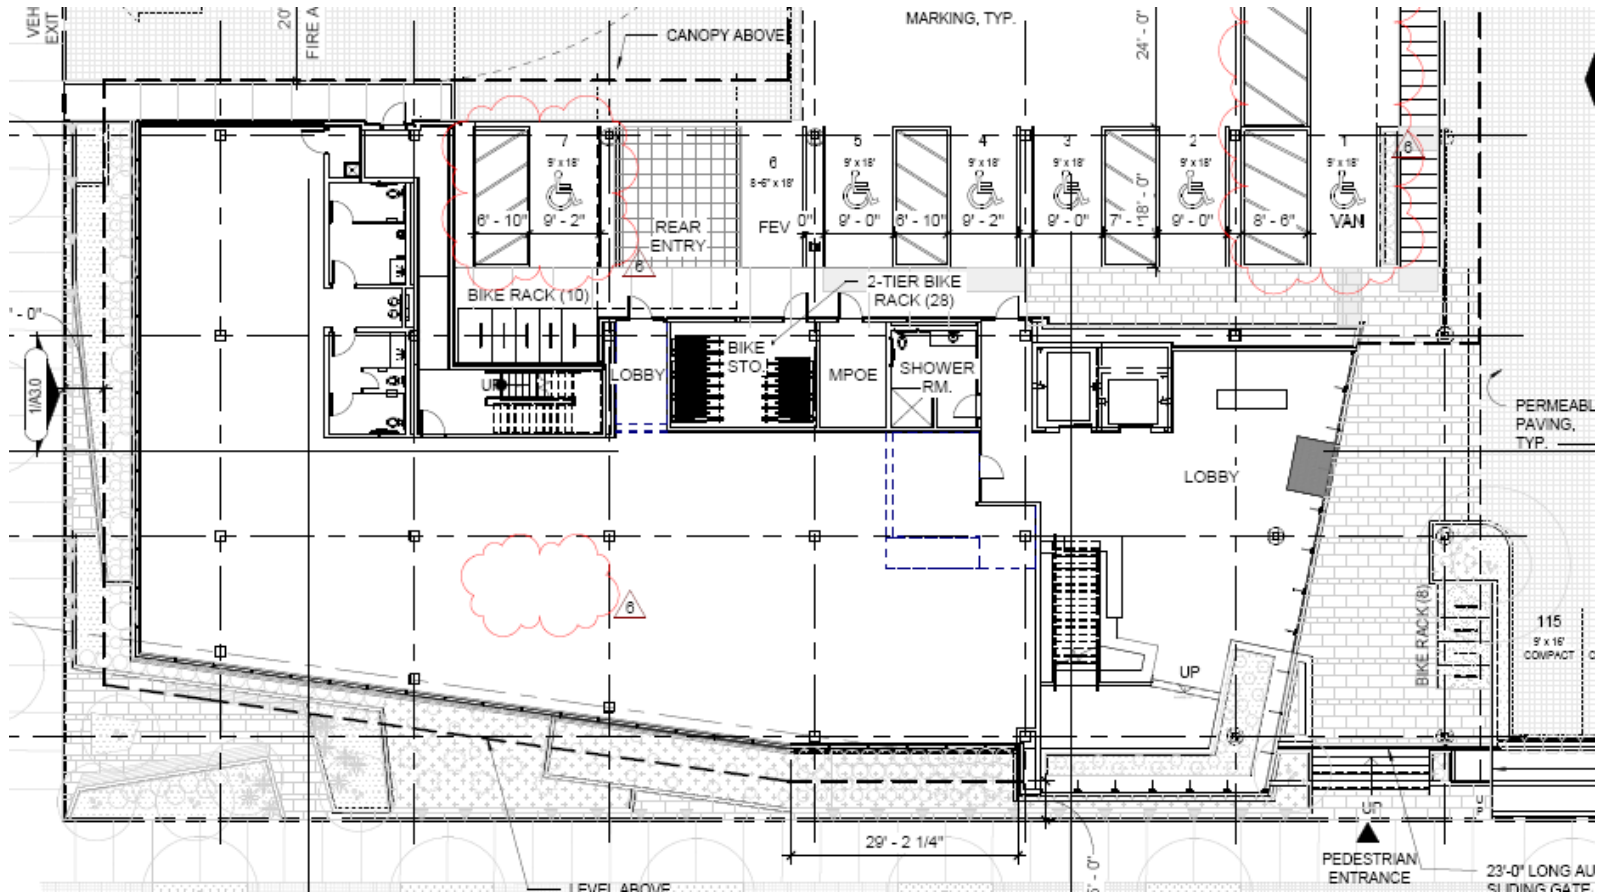 VEH
EXIT
20'
FIRE A
CANOPY ABOVE
MARKING, TYP.
24' - 0"
7
9' x 18'
6' - 10"
9' - 2"
REAR
ENTRY
6
6
8'-6" x 18'
FEV
0"
5
9' x 18'
9' - 0"
6' - 10"
4
9' x 18'
9' - 2"
3
9' x 18'
9' - 0"
7' -
18' - 0"
2
9' x 18'
9' - 0"
8' - 6"
1
9' x 18'
VAN
6
BIKE RACK (10)
2-TIER BIKE
RACK (28)
' - 0"
1/A3.0
UP
LOBBY
BIKE
STO.
MPOE
SHOWER
RM.
LOBBY
PERMEABL
PAVING,
TYP.
6
UP
BIKE RACK (8)
115
9' x 16'
COMPACT
C
29' - 2 1/4"
UP
PEDESTRIAN
ENTRANCE
23'-0" LONG AU
SLIDING GATE
LEVEL ABOVE
5' - 0"